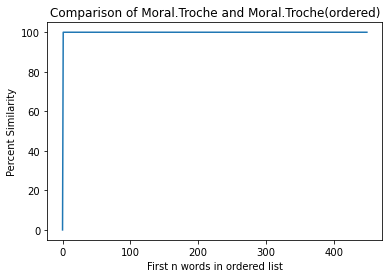 Comparison of Moral.Troche and Moral.Troche(ordered)
100
80
60
40
20
0
Percent Similarity
0 100 200 300 400
First n words in ordered list